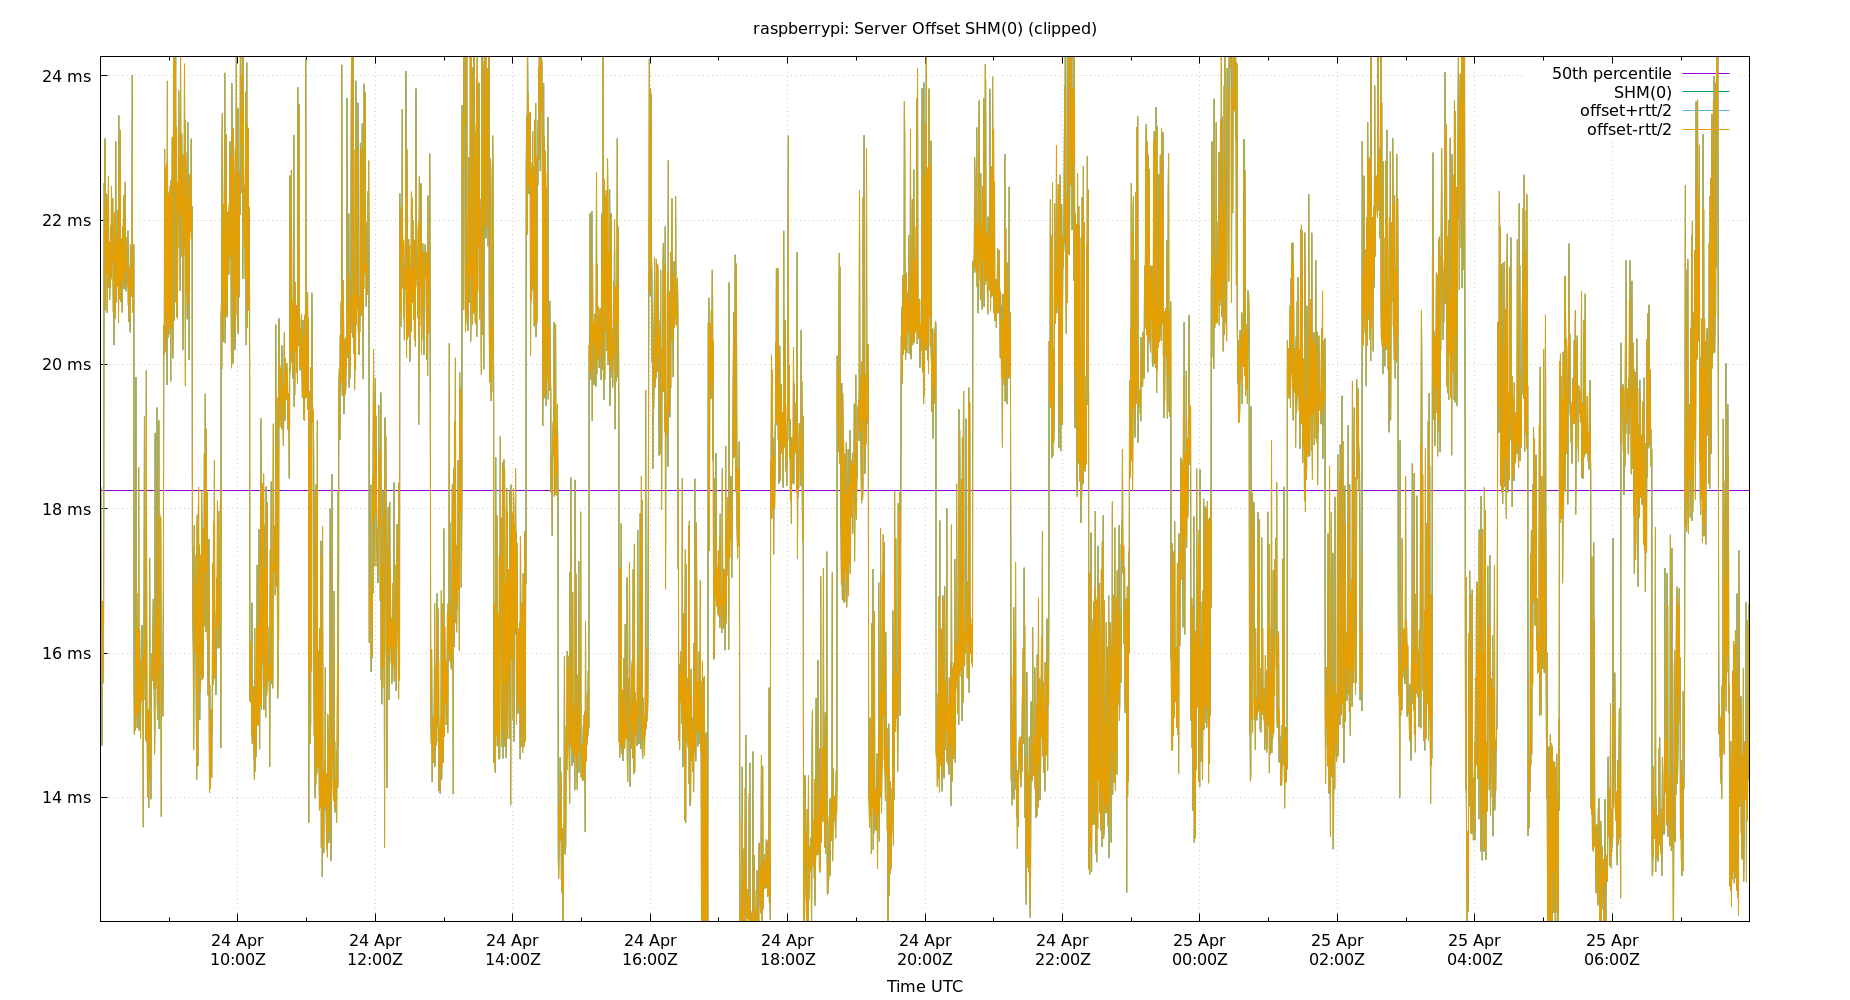 raspberrypi: Server Offset SHM(0) (clipped)
50th percentile
SHM(0)
offset+rtt/2
offset-rtt/2
24 ms
22 ms
20 ms
18 ms
16 ms
14 ms
24 Apr 24 Apr 24 Apr 24 Apr 24 Apr 24 Apr 24 Apr 25 Apr 25 Apr 25 Apr 25 Apr
10:00Z 12:00Z 14:00Z 16:00Z 18:00Z 20:00Z 22:00Z 00:00Z 02:00Z 04:00Z 06:00Z
Time UTC